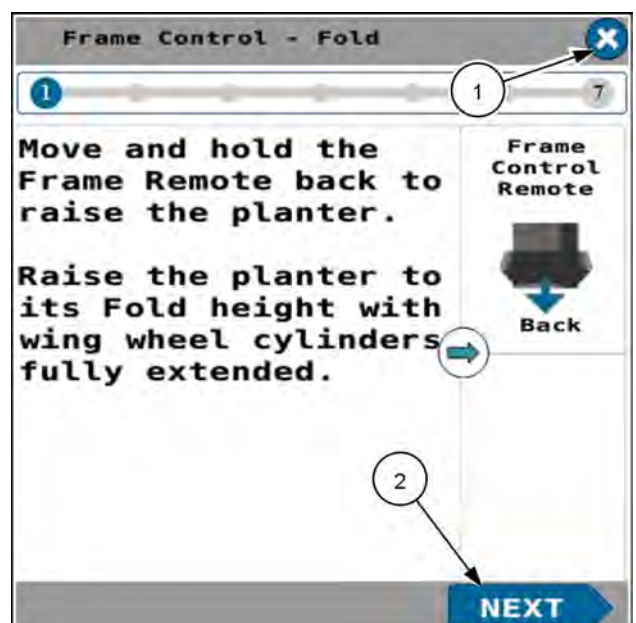 Frame Control - Fold
1
1
7
Move and hold the
Frame Remote back to
raise the planter.
Raise the planter to
its Fold height with
wing wheel cylinders
fully extended.
Frame
Control
Remote
Back
2
NEXT